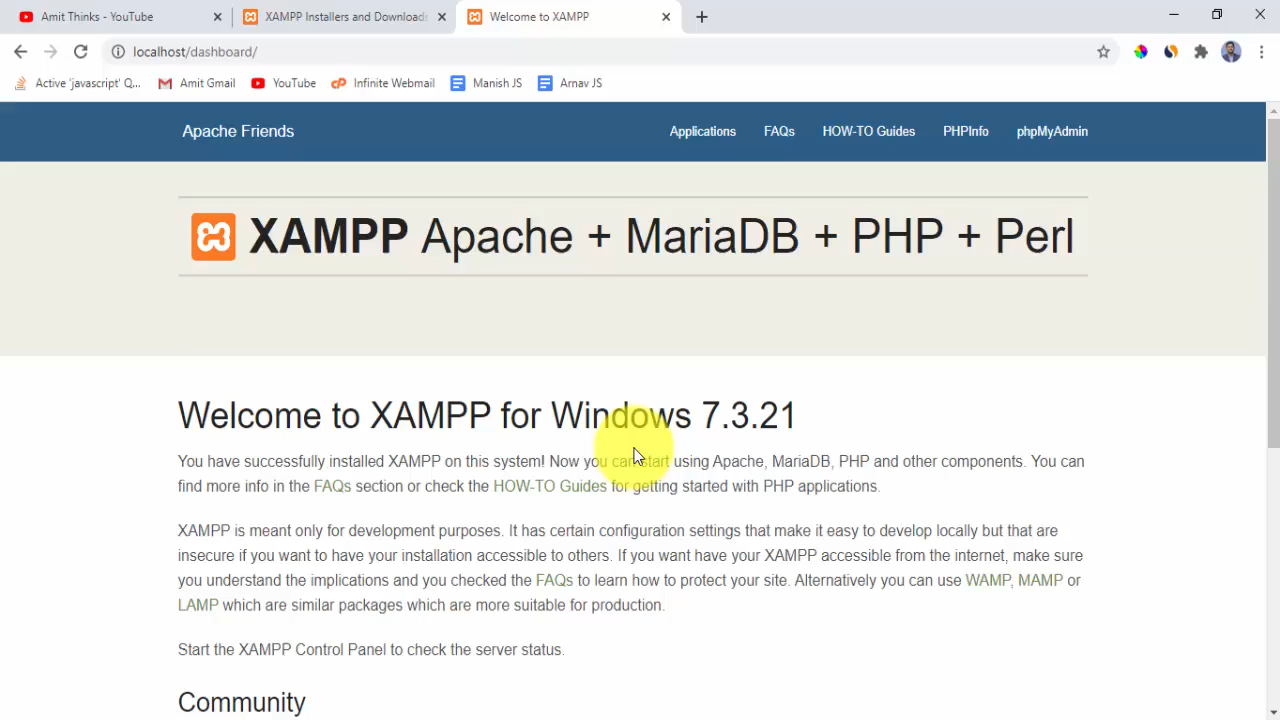 Amit Thinks - YouTube
XAMPP Installers and Downloads
Welcome to XAMPP
localhost/dashboard/
Active 'javascript' Q...
Amit Gmail
YouTube
Infinite Webmail
Manish JS
Arnav JS
Apache Friends
Applications
FAQs
HOW-TO Guides
PHPInfo
phpMyAdmin
XAMPP Apache + MariaDB + PHP + Perl
Welcome to XAMPP for Windows 7.3.21
You have successfully installed XAMPP on this system! Now you can start using Apache, MariaDB, PHP and other components. You can
find more info in the FAQs section or check the HOW-TO Guides for getting started with PHP applications.
XAMPP is meant only for development purposes. It has certain configuration settings that make it easy to develop locally but that are
insecure if you want to have your installation accessible to others. If you want have your XAMPP accessible from the internet, make sure
you understand the implications and you checked the FAQs to learn how to protect your site. Alternatively you can use WAMP, MAMP or
LAMP which are similar packages which are more suitable for production.
Start the XAMPP Control Panel to check the server status.
Community